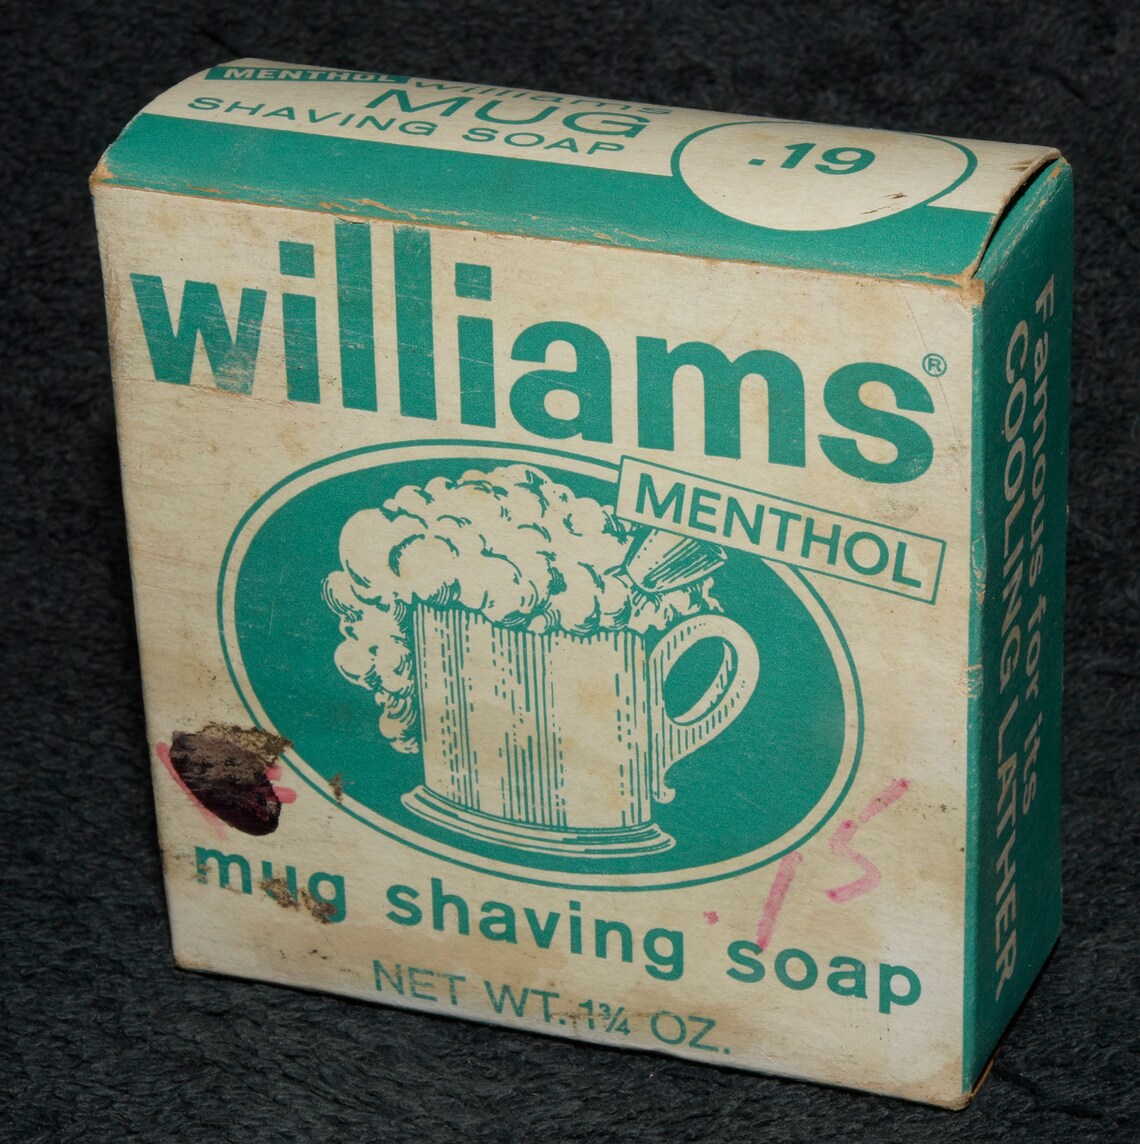 MENTHOL williams
MUG
SHAVING SOAP
.19
williams®
MENTHOL
.15
mug shaving soap
NET WT. 1¾ OZ.
Famous for its
COOLING LATHER